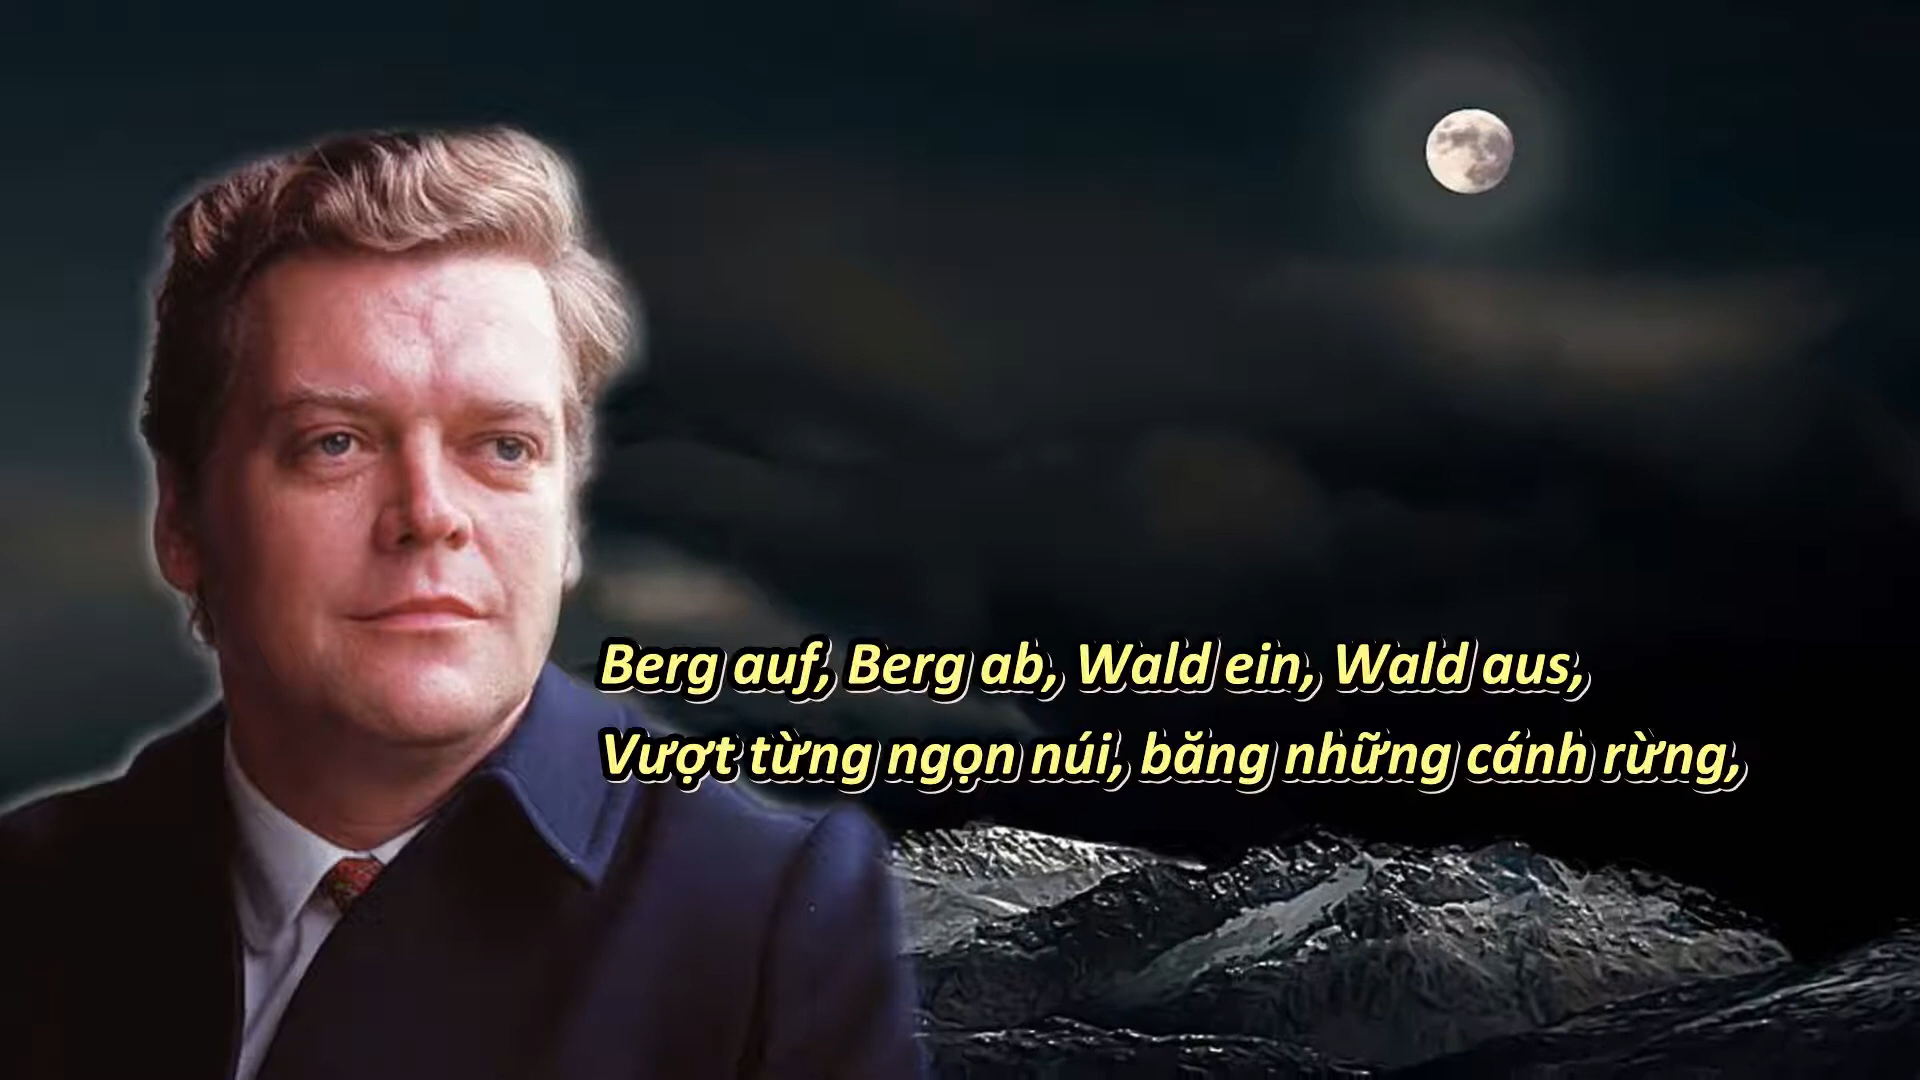 Berg auf, Berg ab, Wald ein, Wald aus,
Vượt từng ngọn núi, băng những cánh rừng,